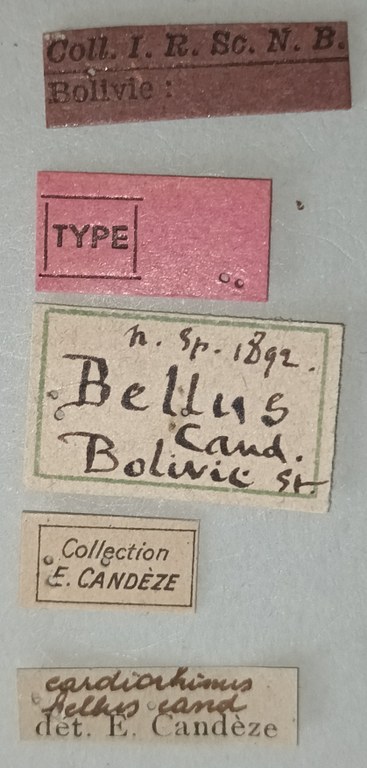 Coll. I. R. Sc. N. B.
Bolivie :
TYPE
n. sp. 1892.
Bellus
Cand.
Bolivie
Collection
E. CANDÈZE
cardiorhinus
bellus cand
dét. E. Candèze